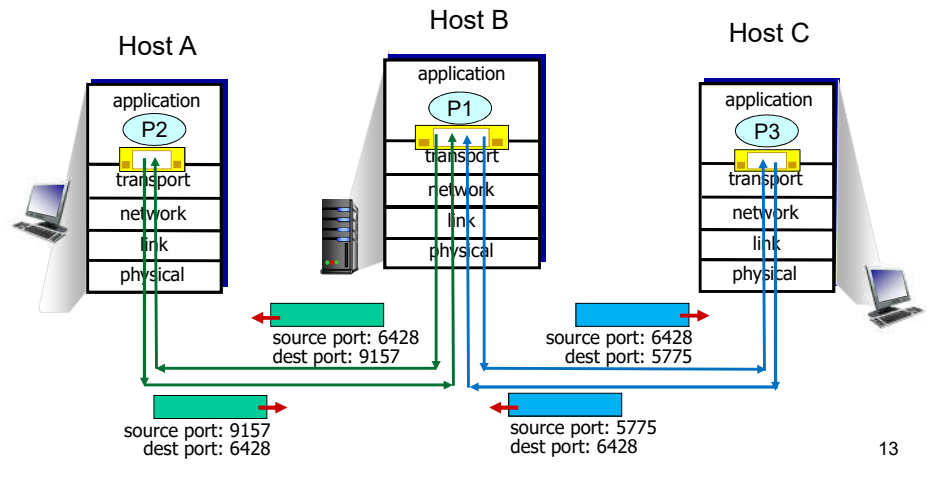 Host A
application
P2
transport
network
link
physical
Host B
application
P1
transport
network
link
physical
Host C
application
P3
transport
network
link
physical
source port: 6428
dest port: 9157
source port: 9157
dest port: 6428
source port: 6428
dest port: 5775
source port: 5775
dest port: 6428
13